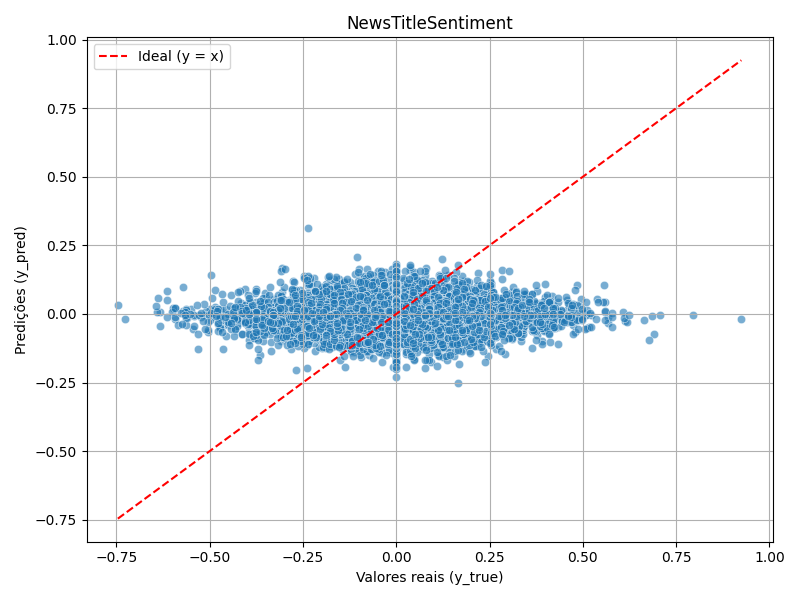 NewsTitleSentiment
Ideal (y = x)
1.00
0.75
0.50
0.25
0.00
−0.25
−0.50
−0.75
Predições (y_pred)
−0.75 −0.50 −0.25 0.00 0.25 0.50 0.75 1.00
Valores reais (y_true)